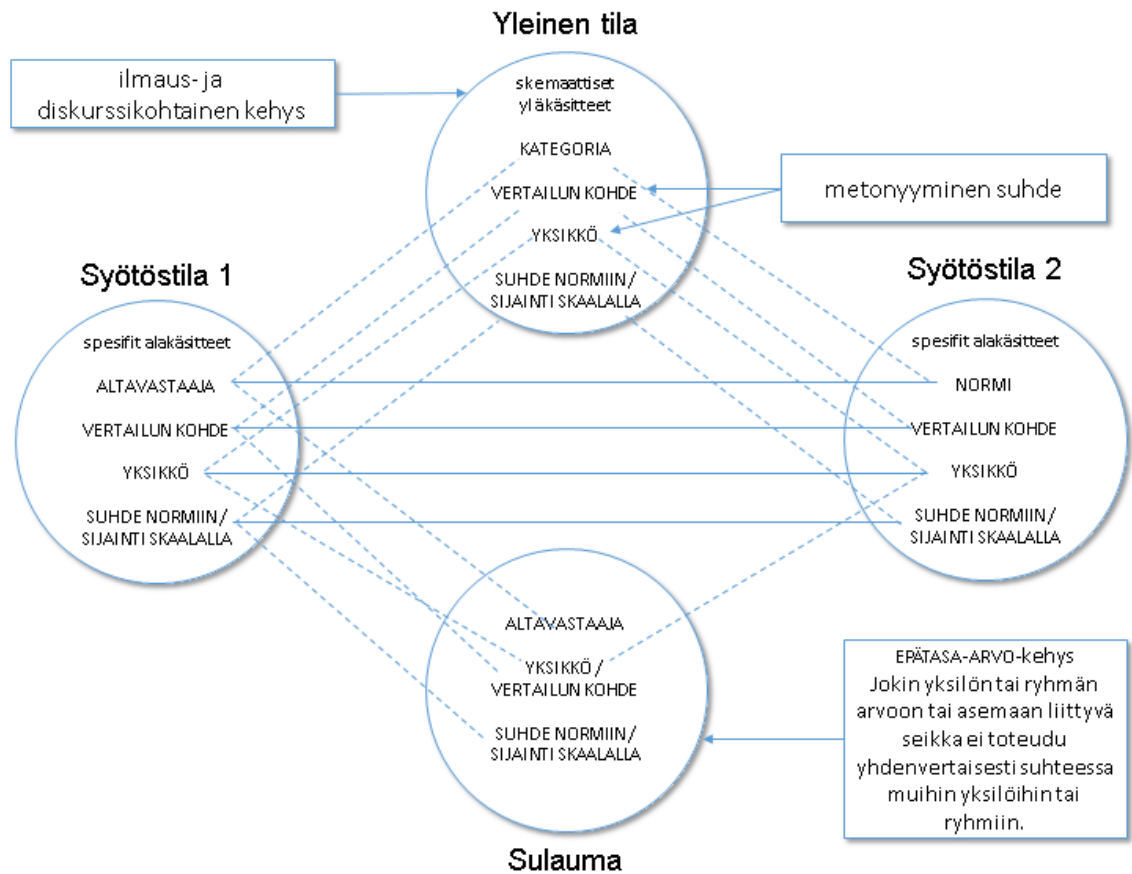 Yleinen tila
ilmaus- ja
diskurssikohtainen kehys
skemaattiset
yläkäsitteet
KATEGORIA
VERTAILUN KOHDE
YKSIKKÖ
SUHDE NORMIIN/
SIJAINTI SKAALALLA
metonyyminen suhde
Syötöstila 1
spesifit alakäsitteet
ALTAVASTAAJA
VERTAILUN KOHDE
YKSIKKÖ
SUHDE NORMIIN/
SIJAINTI SKAALALLA
Syötöstila 2
spesifit alakäsitteet
NORMI
VERTAILUN KOHDE
YKSIKKÖ
SUHDE NORMIIN/
SIJAINTI SKAALALLA
ALTAVASTAAJA
YKSIKKÖ /
VERTAILUN KOHDE
SUHDE NORMIIN/
SIJAINTI SKAALALLA
Sulauma
EPÄTASA-ARVO-kehys
Jokin yksilön tai ryhmän
arvoon tai asemaan liittyvä
seikka ei toteudu
yhdenvertaisesti suhteessa
muihin yksilöihin tai
ryhmiin.